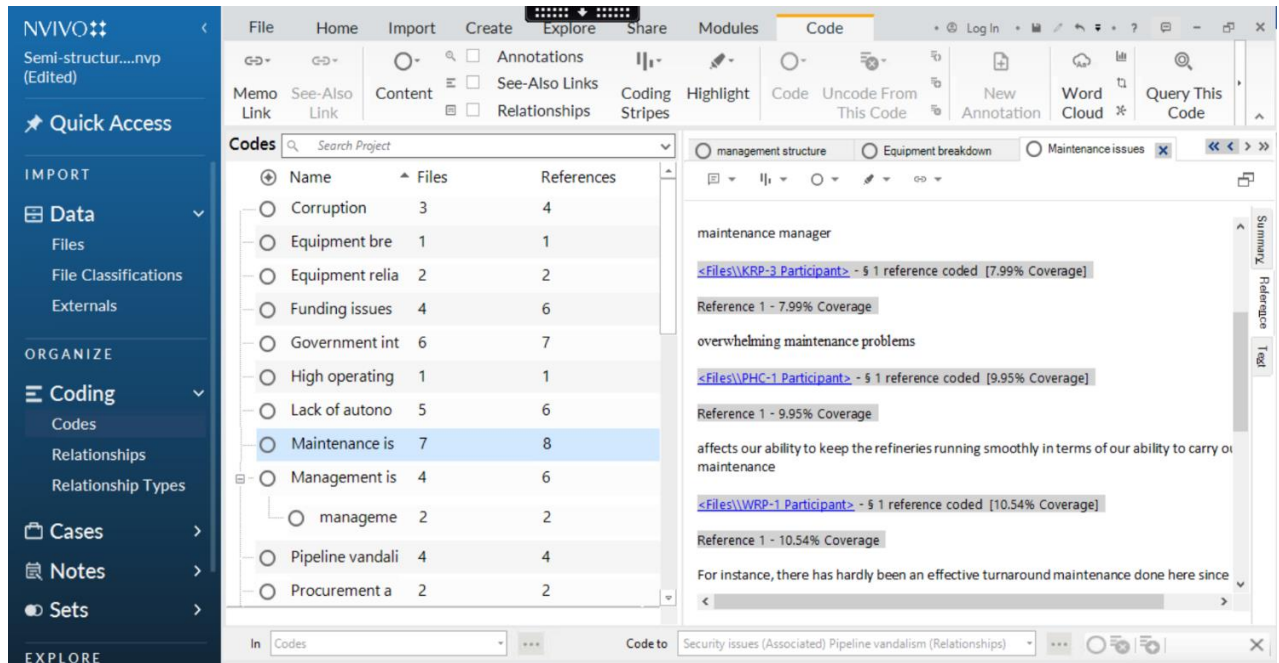 NVIVO
Semi-structur....nvp
(Edited)
Quick Access
IMPORT
Data
Files
File Classifications
Externals
ORGANIZE
Coding
Codes
Relationships
Relationship Types
Cases
Notes
Sets
EXPLORE
File Home Import Create Explore Share Modules Code Log In ?
Memo Link
See-Also Link
Content
Annotations
See-Also Links
Relationships
Coding Stripes
Highlight
Code
Uncode From This Code
New Annotation
Word Cloud
Query This Code
Codes Search Project
Name Files References
Corruption 3 4
Equipment bre 1 1
Equipment relia 2 2
Funding issues 4 6
Government int 6 7
High operating 1 1
Lack of autono 5 6
Maintenance is 7 8
Management is 4 6
manageme 2 2
Pipeline vandali 4 4
Procurement a 2 2
management structure Equipment breakdown Maintenance issues
maintenance manager
<Files\\KRP-3 Participant> - § 1 reference coded [7.99% Coverage]
Reference 1 - 7.99% Coverage
overwhelming maintenance problems
<Files\\PHC-1 Participant> - § 1 reference coded [9.95% Coverage]
Reference 1 - 9.95% Coverage
affects our ability to keep the refineries running smoothly in terms of our ability to carry ou
maintenance
<Files\\WRP-1 Participant> - § 1 reference coded [10.54% Coverage]
Reference 1 - 10.54% Coverage
For instance, there has hardly been an effective turnaround maintenance done here since
Summary
Reference
Text
In Codes Code to Security issues (Associated) Pipeline vandalism (Relationships)